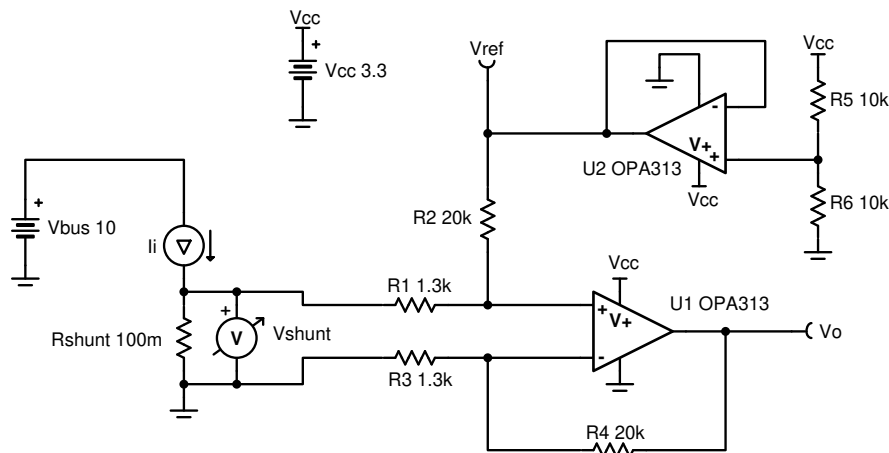 Vcc
+
Vcc 3.3
Vref
Vcc
-
R5 10k
V+
+
U2 OPA313
Vcc
R6 10k
+
Vbus 10
Ii
R2 20k
R1 1.3k
Vcc
U1 OPA313
+
V+
-
Vo
+
Rshunt 100m
V
Vshunt
R3 1.3k
R4 20k